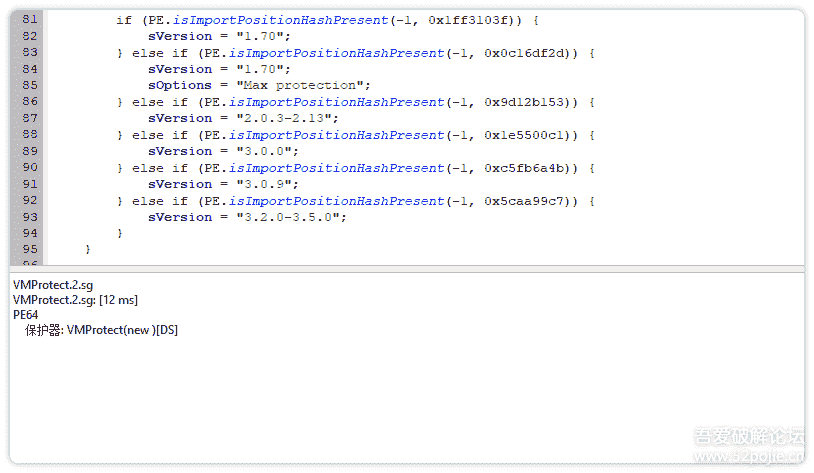 81 if (PE.isImportPositionHashPresent(-1, 0x1ff3103f)) {
82 sVersion = "1.70";
83 } else if (PE.isImportPositionHashPresent(-1, 0x0c16df2d)) {
84 sVersion = "1.70";
85 sOptions = "Max protection";
86 } else if (PE.isImportPositionHashPresent(-1, 0x9d12b153)) {
87 sVersion = "2.0.3-2.13";
88 } else if (PE.isImportPositionHashPresent(-1, 0x1e5500c1)) {
89 sVersion = "3.0.0";
90 } else if (PE.isImportPositionHashPresent(-1, 0xc5fb6a4b)) {
91 sVersion = "3.0.9";
92 } else if (PE.isImportPositionHashPresent(-1, 0x5caa99c7)) {
93 sVersion = "3.2.0-3.5.0";
94 }
95 }
VMProtect.2.sg
VMProtect.2.sg: [12 ms]
PE64
保护器: VMProtect(new )[DS]
吾爱破解论坛
www.52pojie.cn